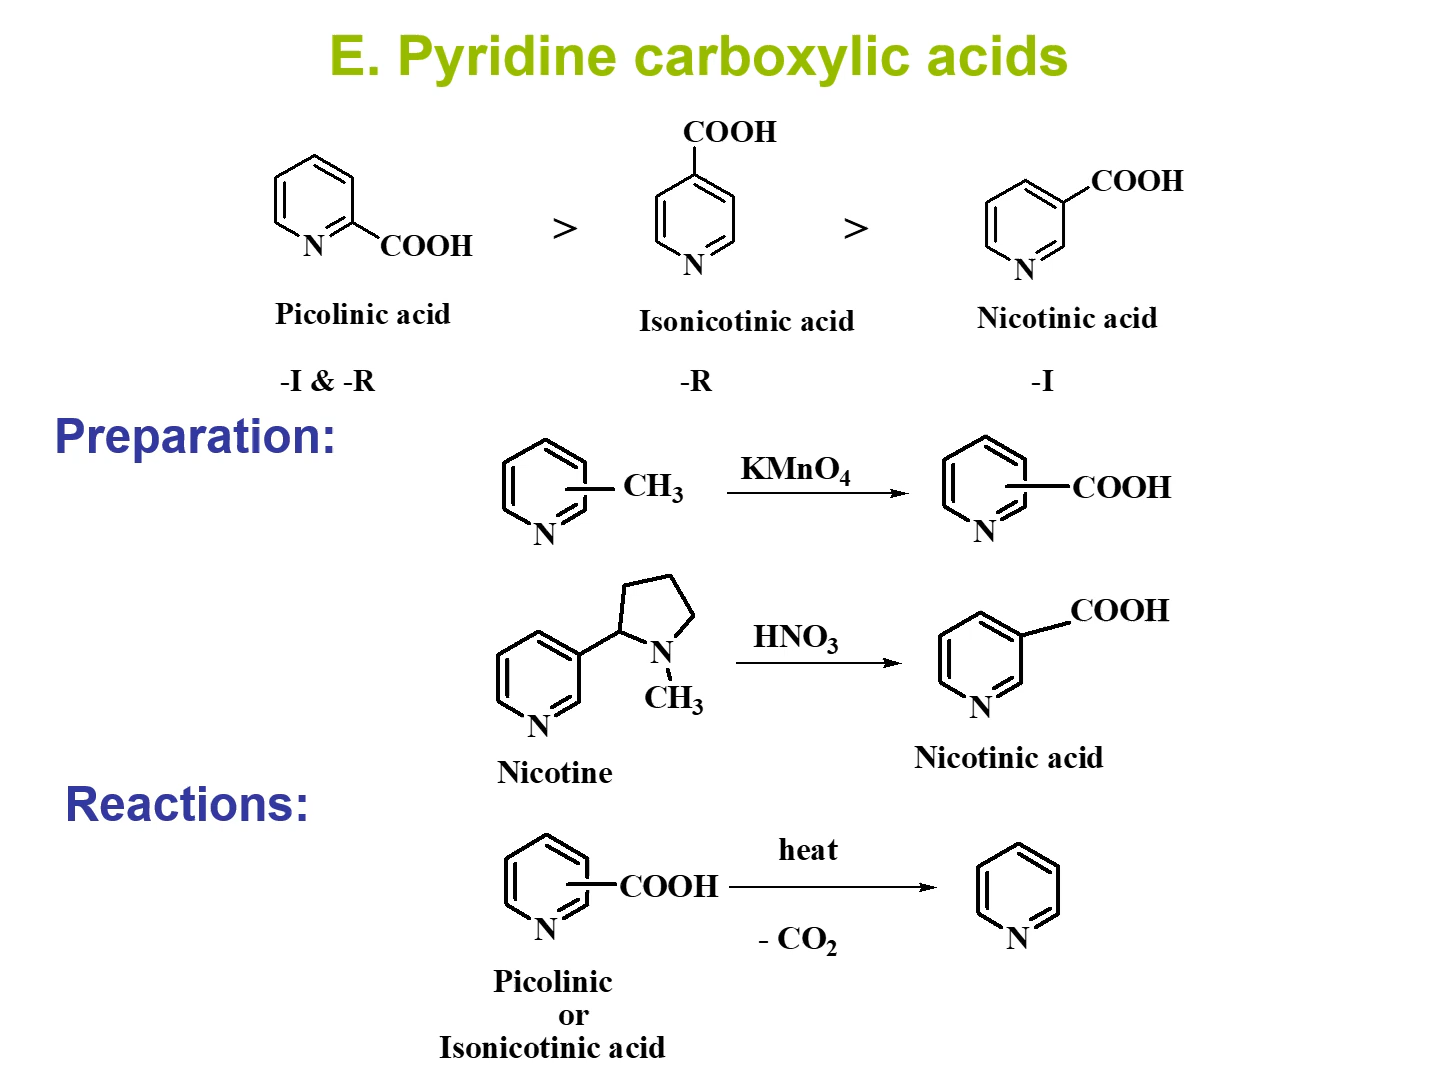 E. Pyridine carboxylic acids
COOH
N
COOH
>
N
>
COOH
N
Picolinic acid
Isonicotinic acid
Nicotinic acid
-I & -R
-R
-I
Preparation:
CH3
N
KMnO4
COOH
N
N
N
CH3
HNO3
COOH
N
Nicotine
Nicotinic acid
Reactions:
COOH
N
heat
- CO2
N
Picolinic
or
Isonicotinic acid